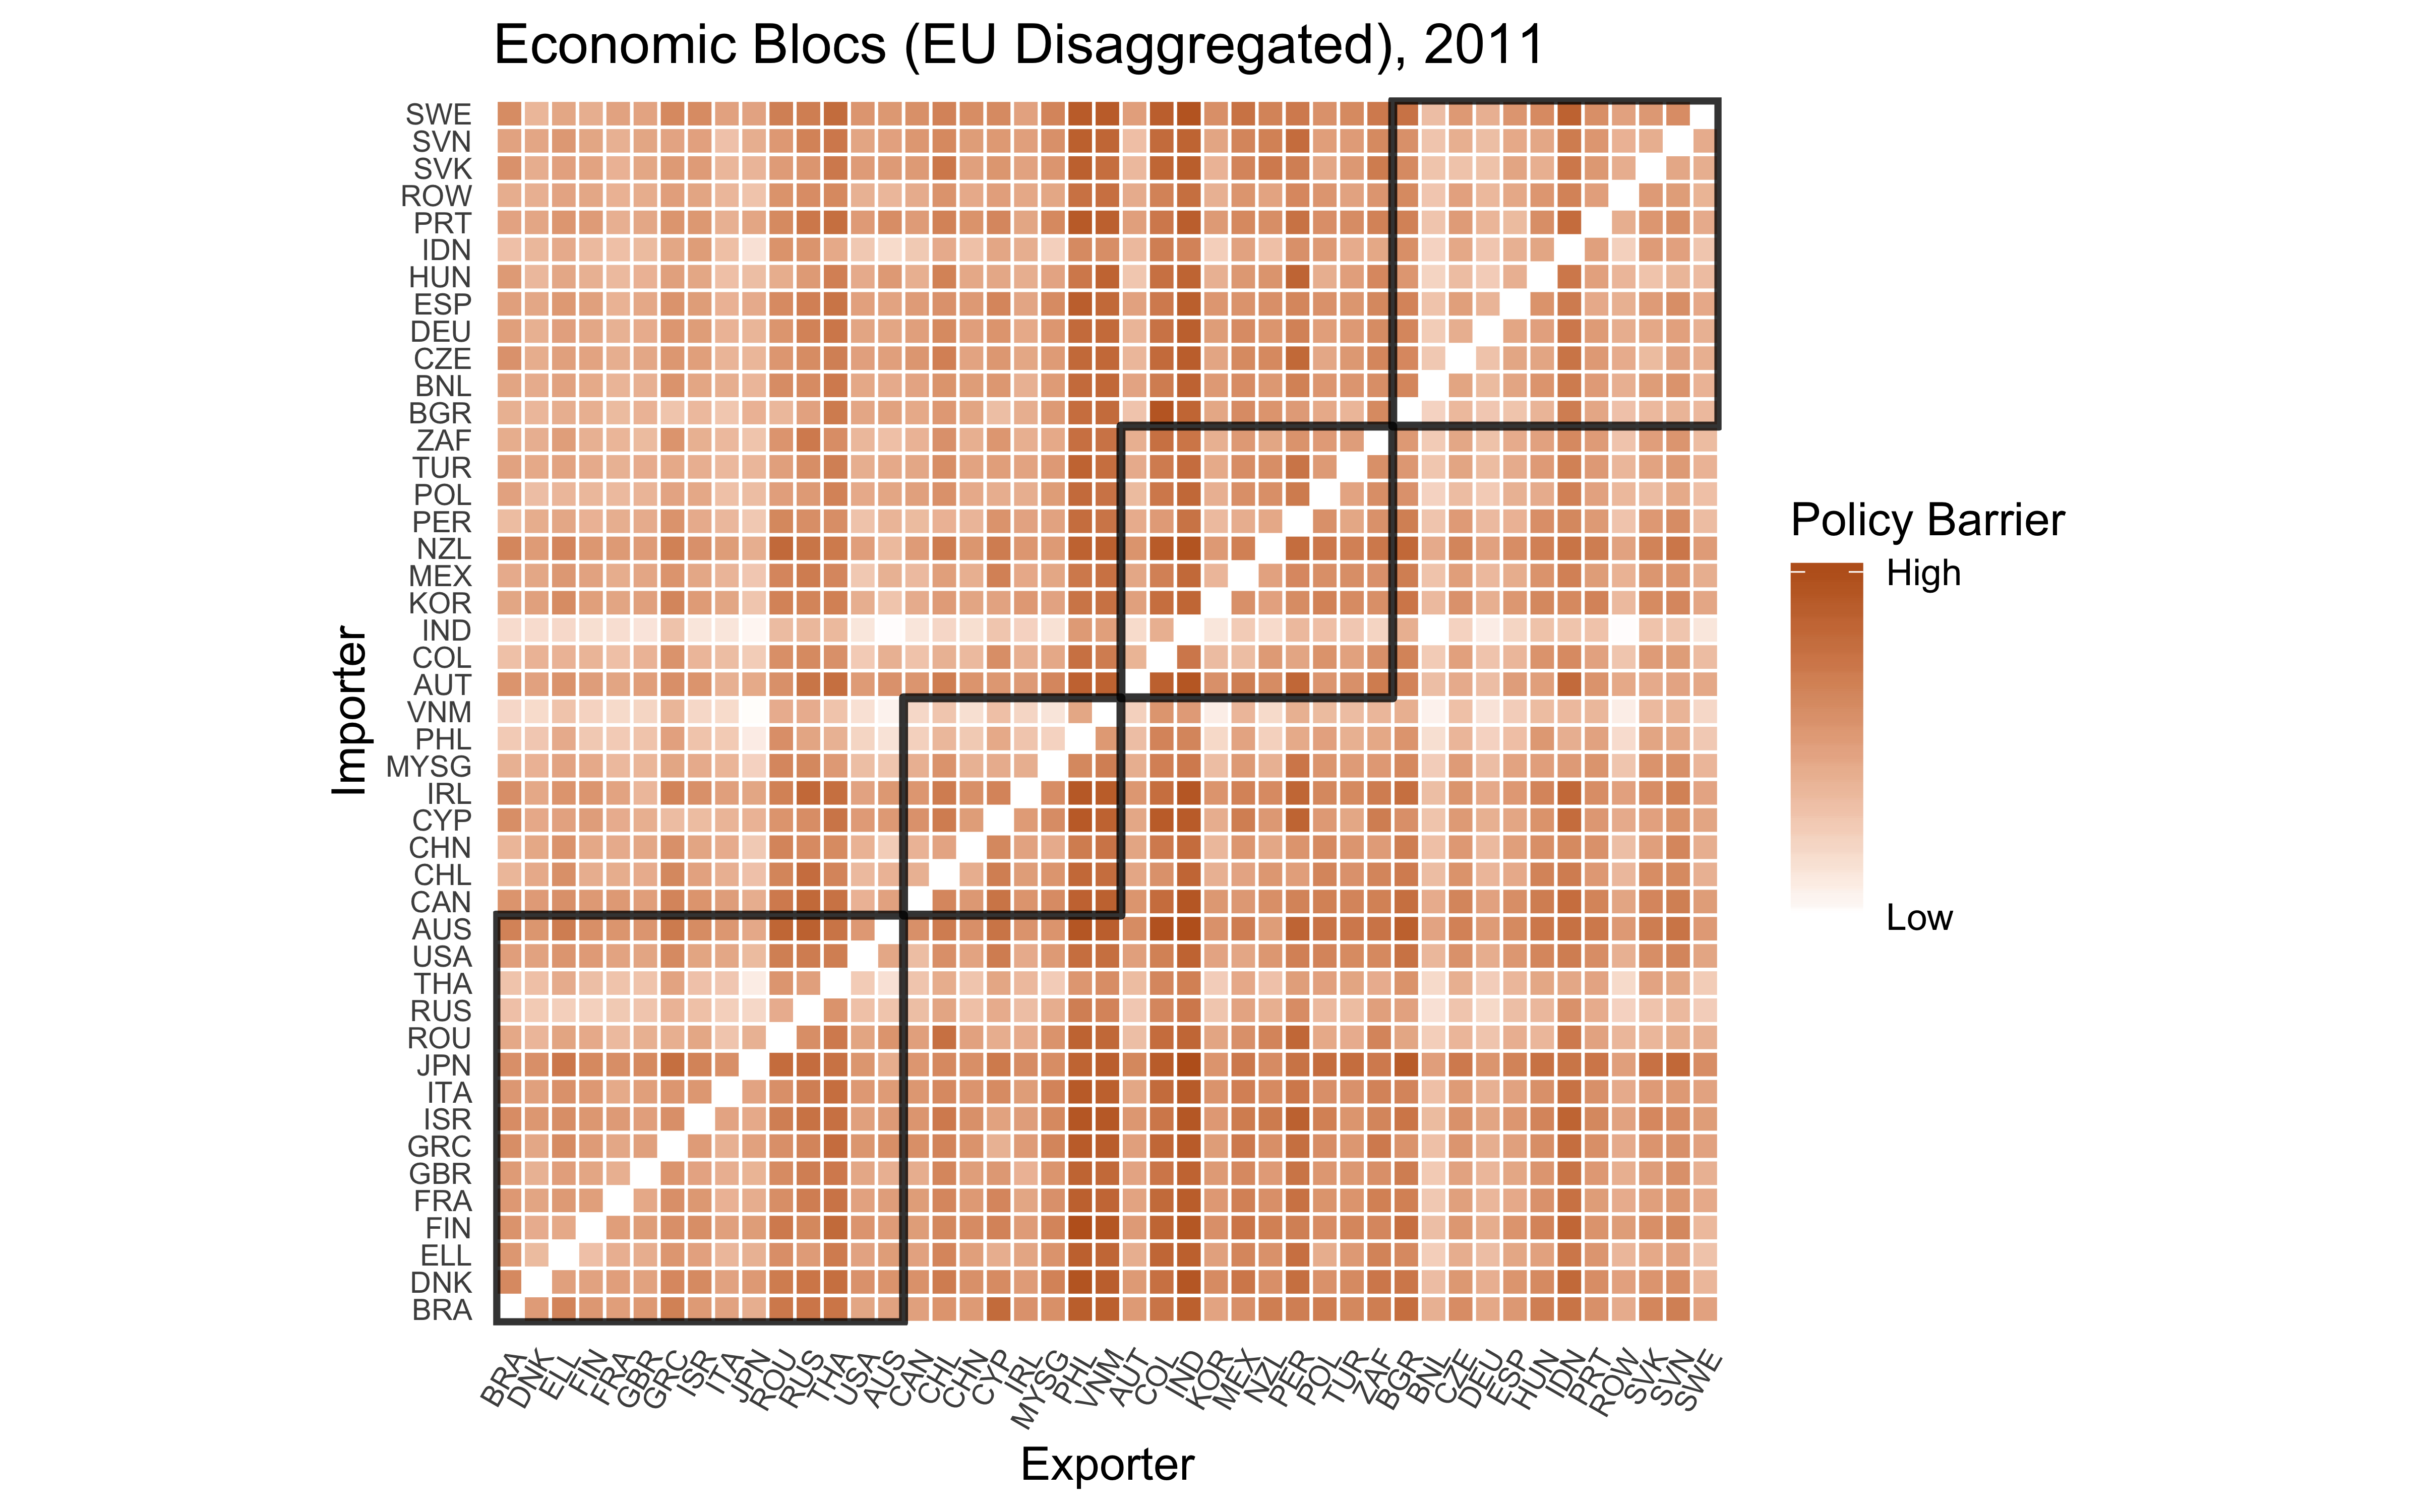 Economic Blocs (EU Disaggregated), 2011
SWE
SVN
SVK
ROW
PRT
IDN
HUN
ESP
DEU
CZE
BNL
BGR
ZAF
TUR
POL
PER
NZL
MEX
KOR
IND
COL
AUT
VNM
PHL
MYSG
IRL
CYP
CHN
CHL
CAN
AUS
USA
THA
RUS
ROU
JPN
ITA
ISR
GRC
GBR
FRA
FIN
ELL
DNK
BRA
Importer
BRA
DNK
ELL
FIN
FRA
GBR
GRC
ISR
ITA
JPN
ROU
RUS
THA
USA
AUS
CAN
CHL
CHN
CYP
IRL
MYSG
PHL
VNM
AUT
COL
IND
KOR
MEX
NZL
PER
POL
TUR
ZAF
BGR
BNL
CZE
DEU
ESP
HUN
IDN
PRT
ROW
SVK
SVN
SWE
Exporter
Policy Barrier
High
Low